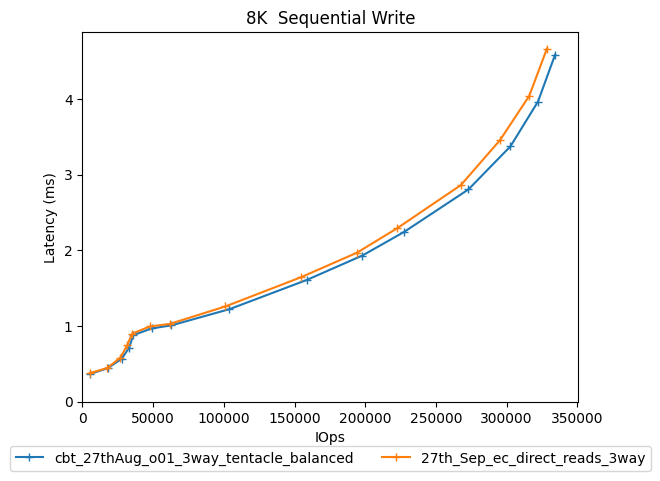 8K  Sequential Write
Latency (ms)
4
3
2
1
0
0 50000 100000 150000 200000 250000 300000 350000
IOps
cbt_27thAug_o01_3way_tentacle_balanced 27th_Sep_ec_direct_reads_3way